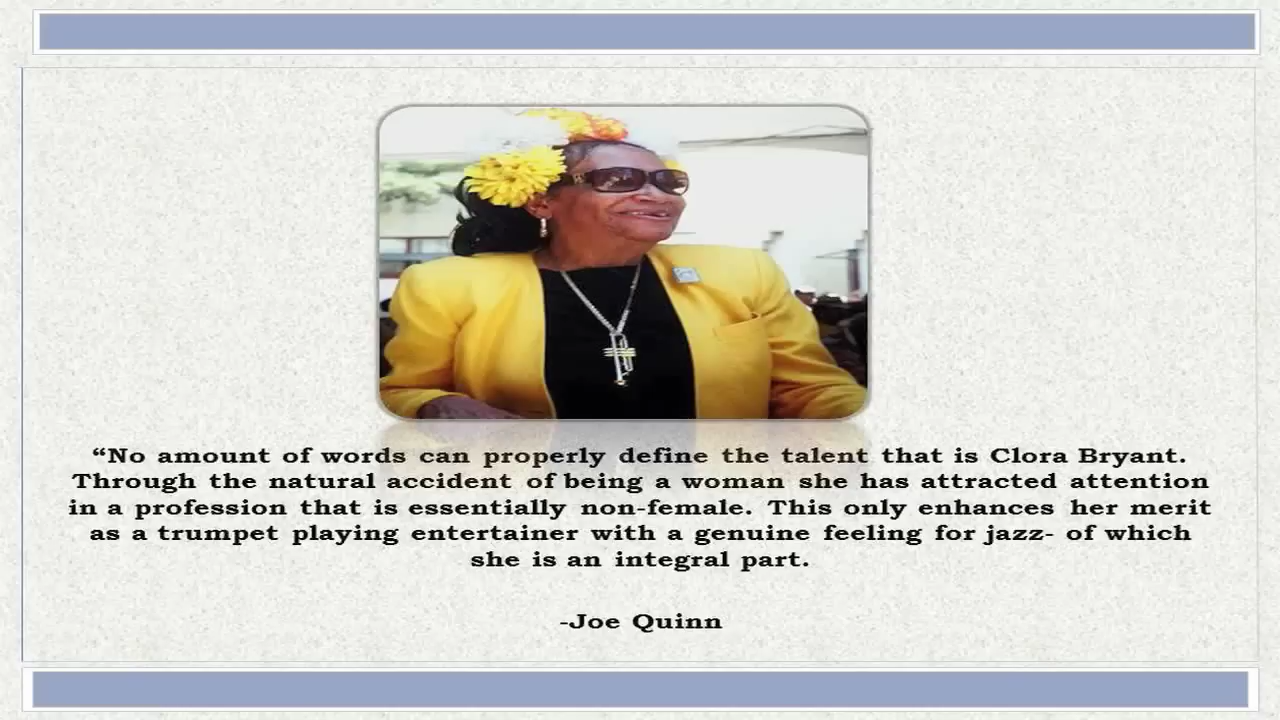 “No amount of words can properly define the talent that is Clora Bryant.
Through the natural accident of being a woman she has attracted attention
in a profession that is essentially non-female. This only enhances her merit
as a trumpet playing entertainer with a genuine feeling for jazz- of which
she is an integral part.
-Joe Quinn